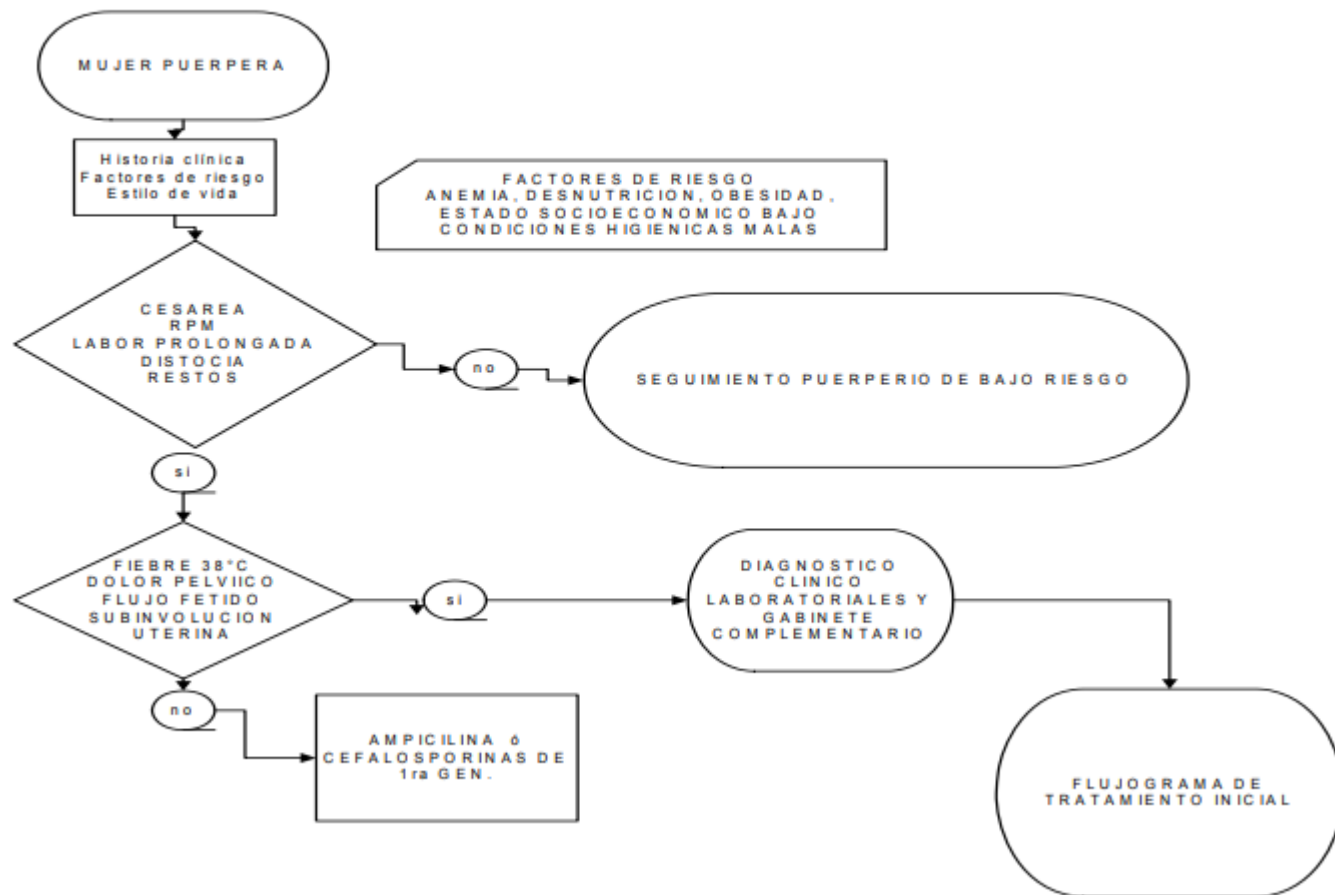 MUJER PUERPERA
Historia clínica
Factores de riesgo
Estilo de vida
FACTORES DE RIESGO
ANEMIA, DESNUTRICION, OBESIDAD,
ESTADO SOCIOECONOMICO BAJO
CONDICIONES HIGIENICAS MALAS
CESAREA
RPM
LABOR PROLONGADA
DISTOCIA
RESTOS
no
SEGUIMIENTO PUERPERIO DE BAJO RIESGO
si
FIEBRE 38°C
DOLOR PELVIICO
FLUJO FETIDO
SUBINVOLUCION
UTERINA
si
DIAGNOSTICO
CLINICO
LABORATORIALES Y
GABINETE
COMPLEMENTARIO
no
AMPICILINA ó
CEFALOSPORINAS DE
1ra GEN.
FLUJOGRAMA DE
TRATAMIENTO INICIAL